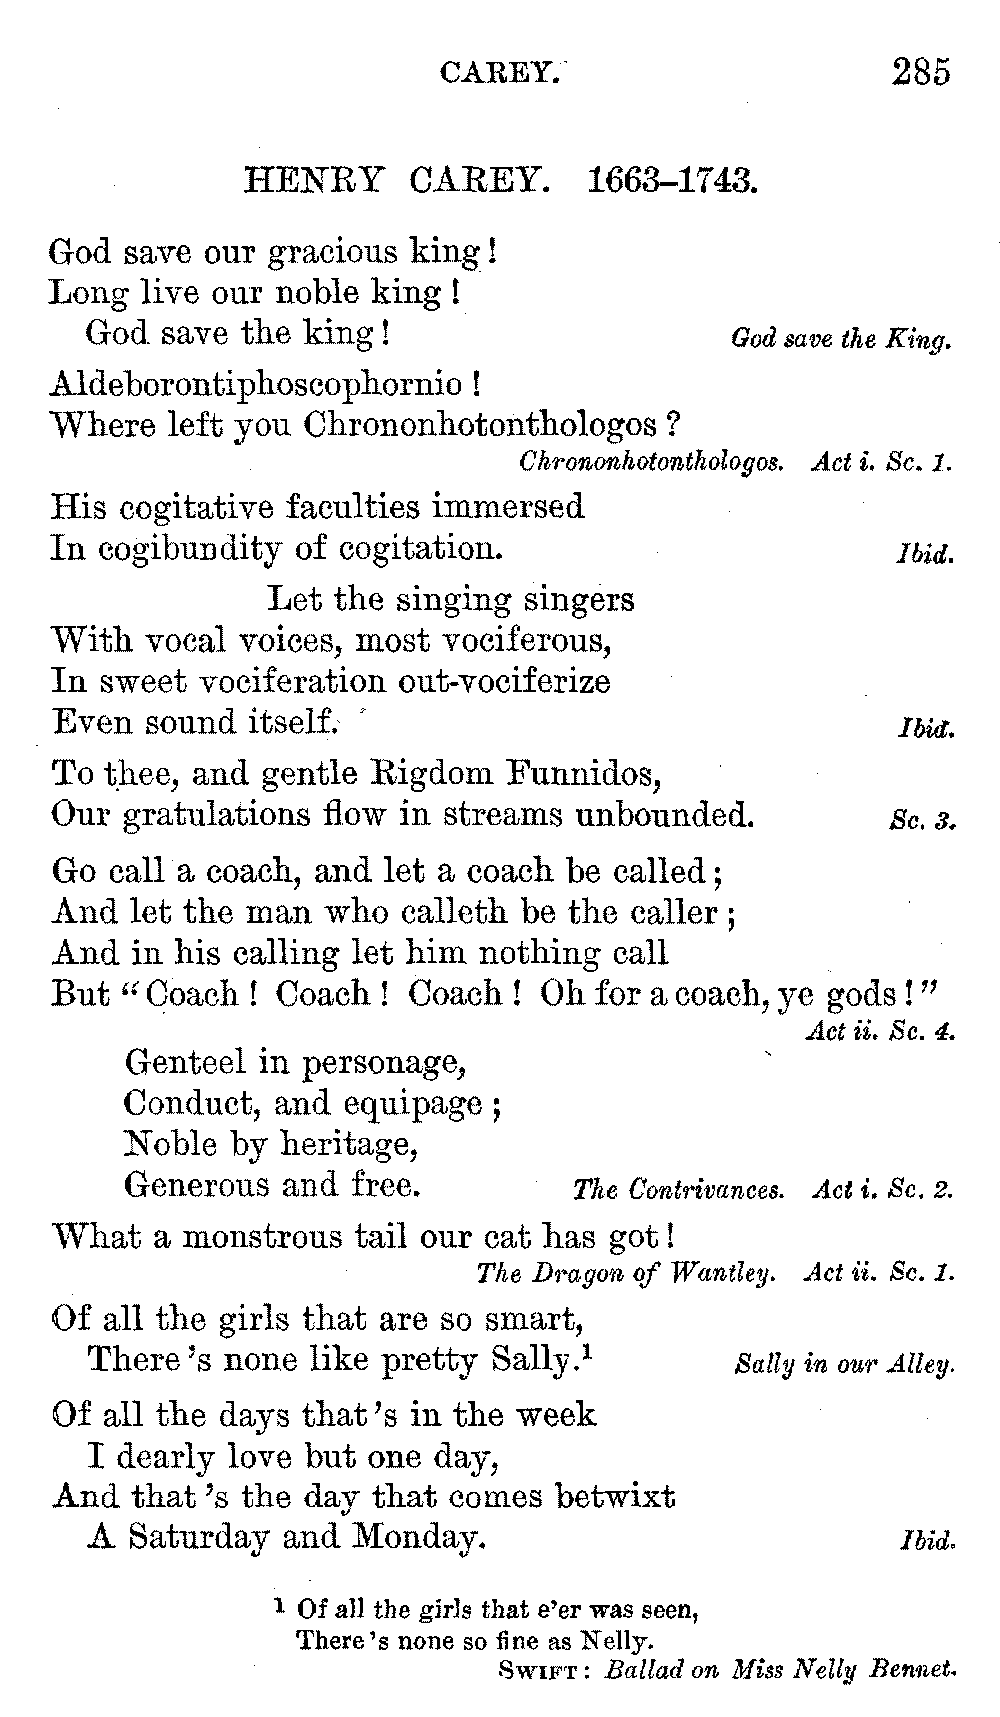 CAREY. 285
HENRY CAREY. 1663–1743.
God save our gracious king!
Long live our noble king!
God save the king! God save the King.
Aldeborontiphoscophornio!
Where left you Chrononhotonthologos?
Chrononhotonthologos. Act i. Sc. 1.
His cogitative faculties immersed
In cogibundity of cogitation. Ibid.
Let the singing singers
With vocal voices, most vociferous,
In sweet vociferation out-vociferize
Even sound itself. Ibid.
To thee, and gentle Rigdom Funnidos,
Our gratulations flow in streams unbounded. Sc. 3.
Go call a coach, and let a coach be called;
And let the man who calleth be the caller;
And in his calling let him nothing call
But "Coach! Coach! Coach! Oh for a coach, ye gods!"
Act ii. Sc. 4.
Genteel in personage,
Conduct, and equipage;
Noble by heritage,
Generous and free. The Contrivances. Act i. Sc. 2.
What a monstrous tail our cat has got!
The Dragon of Wantley. Act ii. Sc. 1.
Of all the girls that are so smart,
There's none like pretty Sally.¹ Sally in our Alley.
Of all the days that's in the week
I dearly love but one day,
And that's the day that comes betwixt
A Saturday and Monday. Ibid.
¹ Of all the girls that e'er was seen,
There's none so fine as Nelly.
SWIFT: Ballad on Miss Nelly Bennet.